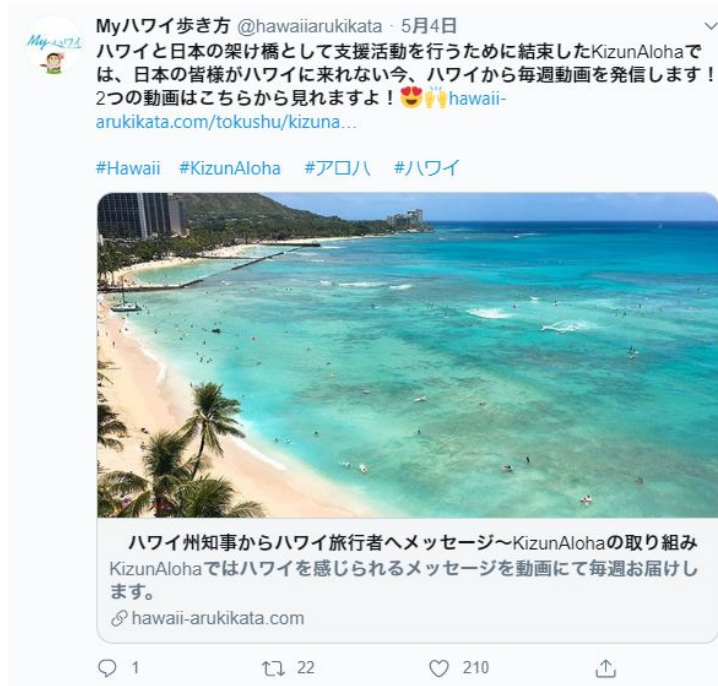 Myハワイ歩き方 @hawaiiarukikata · 5月4日
My ハワイ
ハワイと日本の架け橋として支援活動を行うために結束したKizunAlohaで
は、日本の皆様がハワイに来れない今、ハワイから毎週動画を発信します！
2つの動画はこちらから見れますよ！😍🙌hawaii-
arukikata.com/tokushu/kizuna…
#Hawaii #KizunAloha #アロハ #ハワイ
ハワイ州知事からハワイ旅行者へメッセージ～KizunAlohaの取り組み
KizunAlohaではハワイを感じられるメッセージを動画にて毎週お届けし
ます。
hawaii-arukikata.com
1 22 210